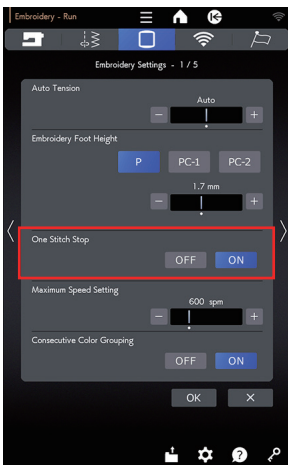 Embroidery - Run
Embroidery Settings - 1 / 5
Auto Tension
Auto
- +
Embroidery Foot Height
P PC-1 PC-2
1.7 mm
- +
One Stitch Stop
OFF ON
Maximum Speed Setting
600 spm
- +
Consecutive Color Grouping
OFF ON
OK ×
?